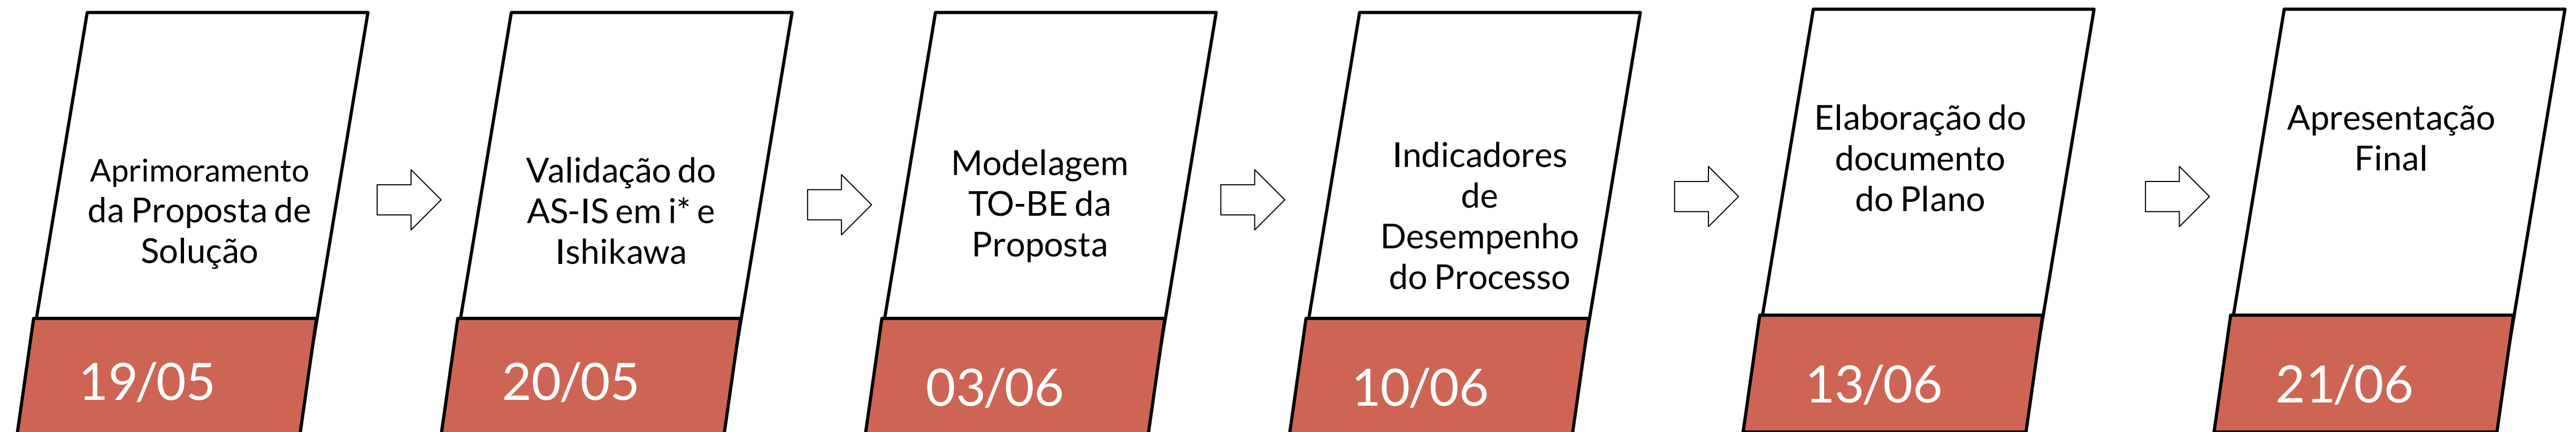 Aprimoramento
da Proposta de
Solução
19/05
Validação do
AS-IS em i* e
Ishikawa
20/05
Modelagem
TO-BE da
Proposta
03/06
Indicadores
de
Desempenho
do Processo
10/06
Elaboração do
documento
do Plano
13/06
Apresentação
Final
21/06